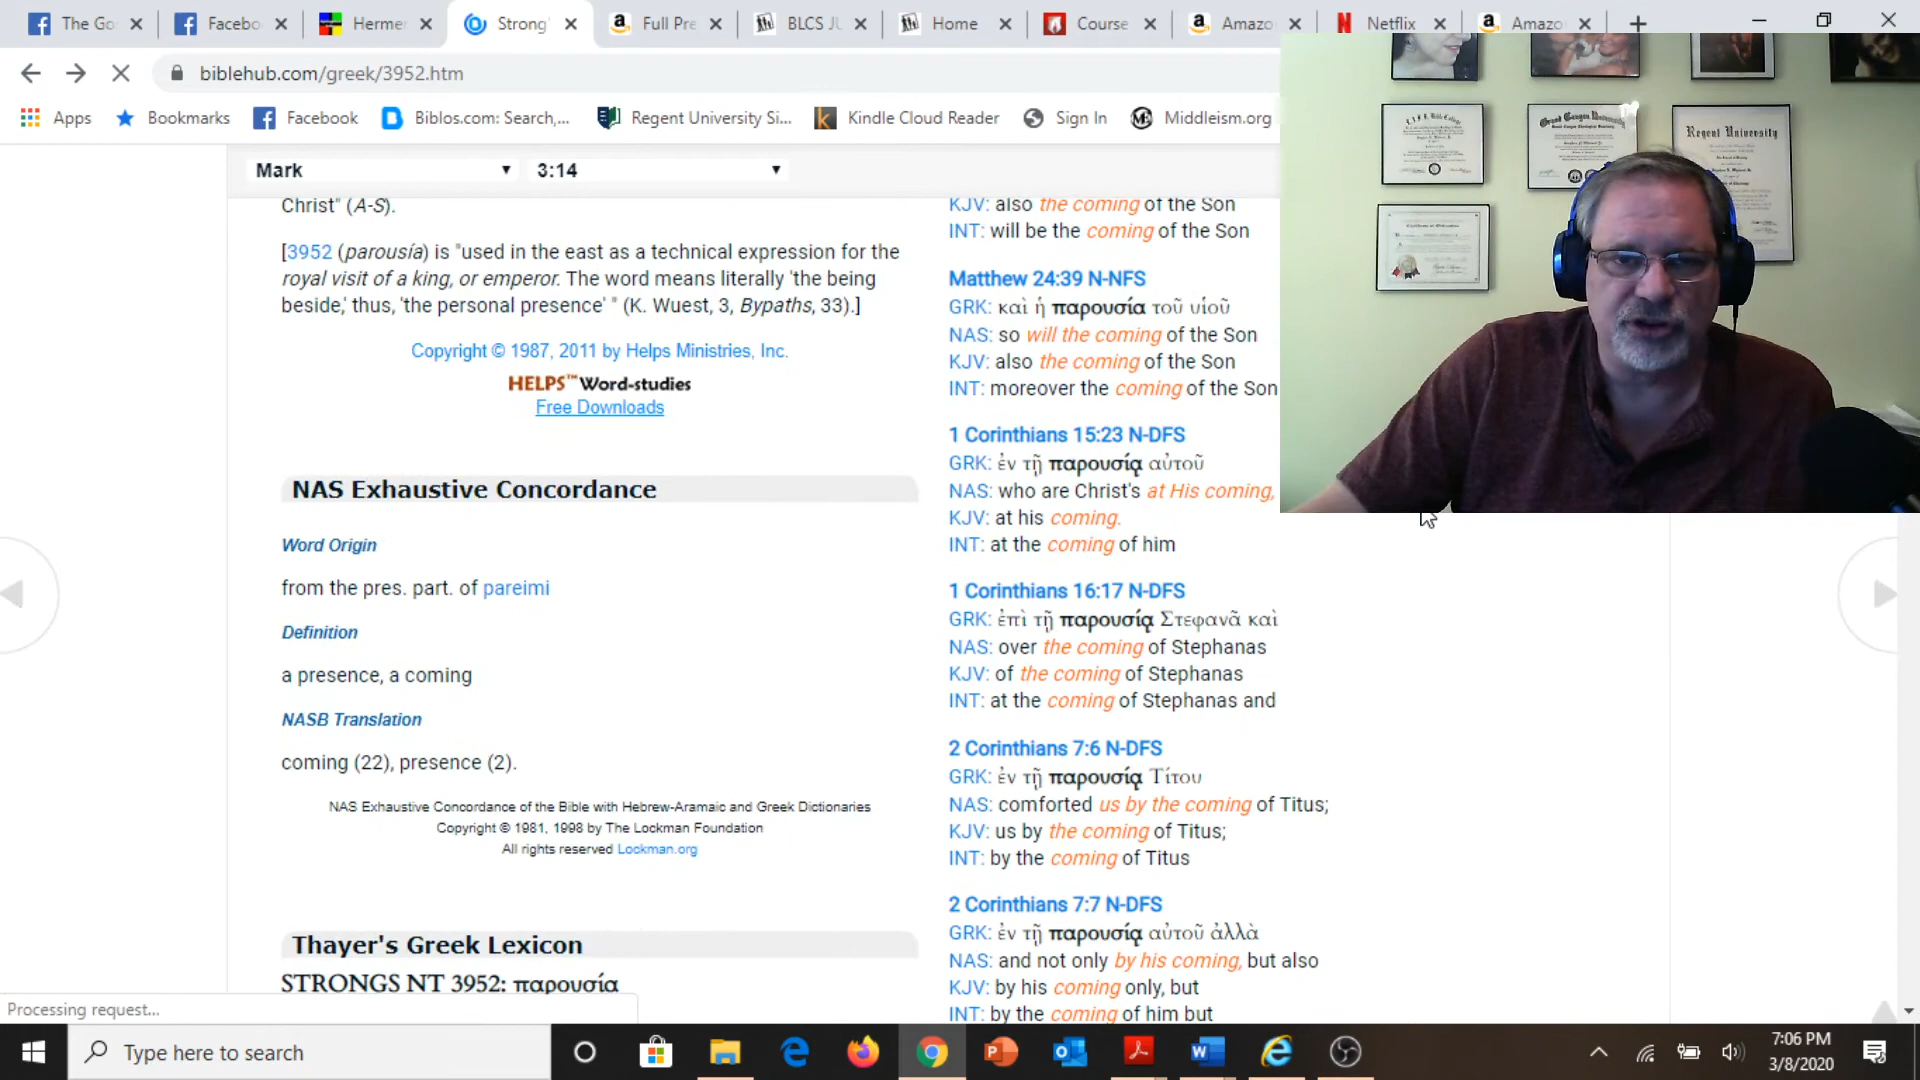 The Go
Facebo
Herme
Strong'
Full Pre
BLCS JU
Home
Course
Amazo
Netflix
Amazo
biblehub.com/greek/3952.htm
Apps
Bookmarks
Facebook
Biblos.com: Search,...
Regent University Si...
Kindle Cloud Reader
Sign In
Middleism.org
Mark
3:14
Christ" (A-S).
[3952 (parousía) is "used in the east as a technical expression for the
royal visit of a king, or emperor. The word means literally 'the being
beside,' thus, 'the personal presence' " (K. Wuest, 3, Bypaths, 33).]
Copyright © 1987, 2011 by Helps Ministries, Inc.
HELPS™ Word-studies
Free Downloads
NAS Exhaustive Concordance
Word Origin
from the pres. part. of pareimi
Definition
a presence, a coming
NASB Translation
coming (22), presence (2).
NAS Exhaustive Concordance of the Bible with Hebrew-Aramaic and Greek Dictionaries
Copyright © 1981, 1998 by The Lockman Foundation
All rights reserved Lockman.org
Thayer's Greek Lexicon
STRONGS NT 3952: παρουσία
KJV: also the coming of the Son
INT: will be the coming of the Son
Matthew 24:39 N-NFS
GRK: καὶ ἡ παρουσία τοῦ υἱοῦ
NAS: so will the coming of the Son
KJV: also the coming of the Son
INT: moreover the coming of the Son
1 Corinthians 15:23 N-DFS
GRK: ἐν τῇ παρουσίᾳ αὐτοῦ
NAS: who are Christ's at His coming,
KJV: at his coming.
INT: at the coming of him
1 Corinthians 16:17 N-DFS
GRK: ἐπὶ τῇ παρουσίᾳ Στεφανᾶ καὶ
NAS: over the coming of Stephanas
KJV: of the coming of Stephanas
INT: at the coming of Stephanas and
2 Corinthians 7:6 N-DFS
GRK: ἐν τῇ παρουσίᾳ Τίτου
NAS: comforted us by the coming of Titus;
KJV: us by the coming of Titus;
INT: by the coming of Titus
2 Corinthians 7:7 N-DFS
GRK: ἐν τῇ παρουσίᾳ αὐτοῦ ἀλλὰ
NAS: and not only by his coming, but also
KJV: by his coming only, but
INT: by the coming of him but
Regent University
Processing request...
Type here to search
7:06 PM
3/8/2020